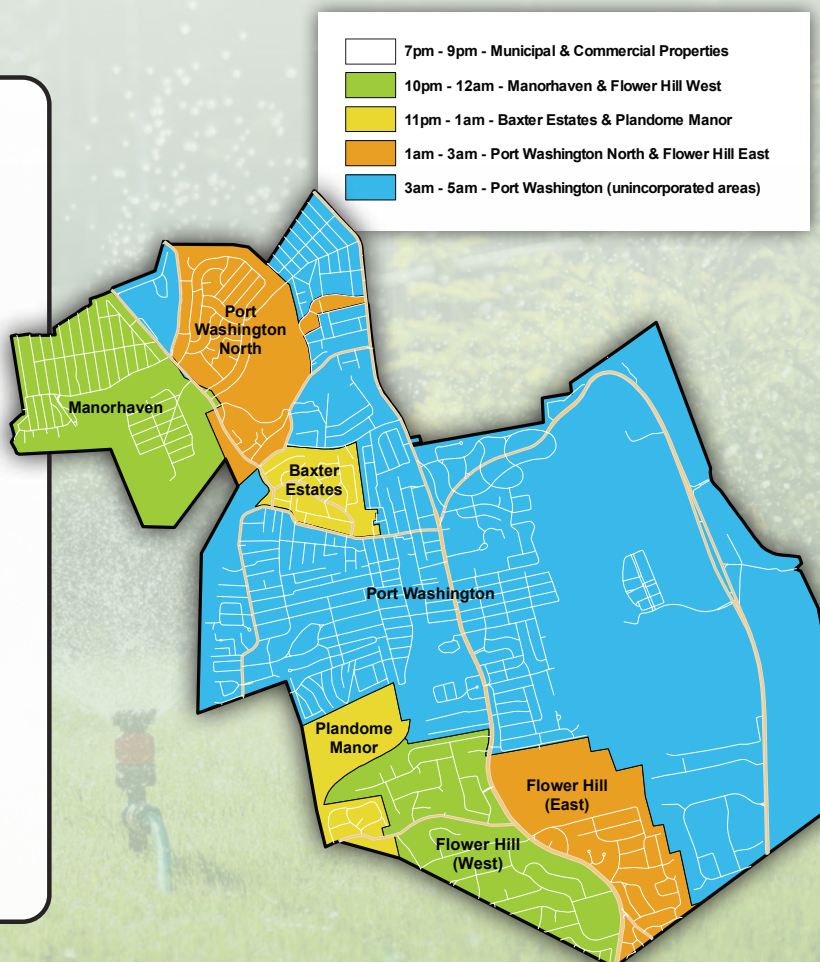 7pm - 9pm - Municipal & Commercial Properties
10pm - 12am - Manorhaven & Flower Hill West
11pm - 1am - Baxter Estates & Plandome Manor
1am - 3am - Port Washington North & Flower Hill East
3am - 5am - Port Washington (unincorporated areas)
Port
Washington
North
Manorhaven
Baxter
Estates
Port Washington
Plandome
Manor
Flower Hill
(East)
Flower Hill
(West)